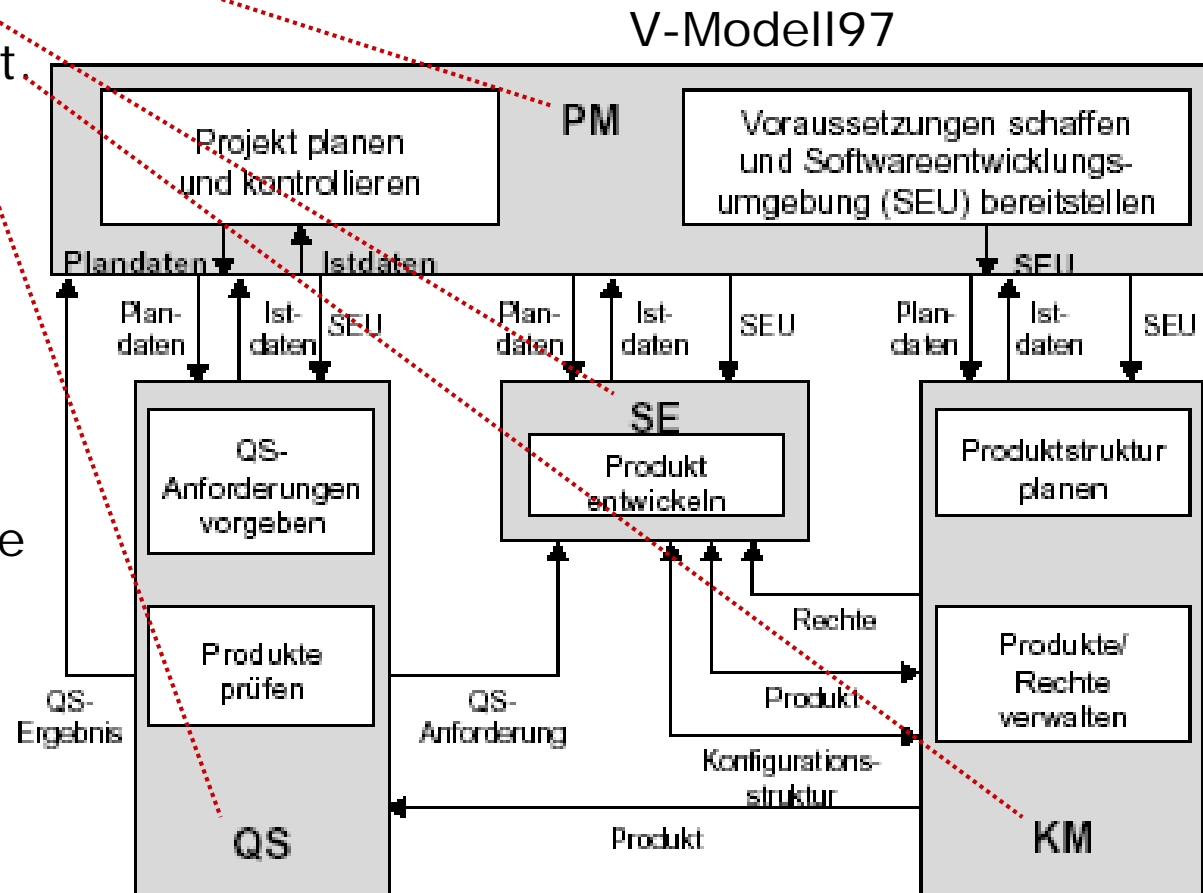 V-Modell97
t.
PM
Projekt planen
und kontrollieren
Voraussetzungen schaffen
und Softwareentwicklungs-
umgebung (SEU) bereitstellen
Plandaten
Istdaten
SEU
Plan-
daten
Ist-
daten
SEU
Plan-
daten
Ist-
daten
SEU
Plan-
daten
Ist-
daten
SEU
QS-
Anforderungen
vorgeben
SE
Produkt
entwickeln
Produktstruktur
planen
e
Produkte
prüfen
Rechte
Produkte/
Rechte
verwalten
QS-
Ergebnis
QS-
Anforderung
Produkt
Konfigurations-
struktur
Produkt
QS
KM